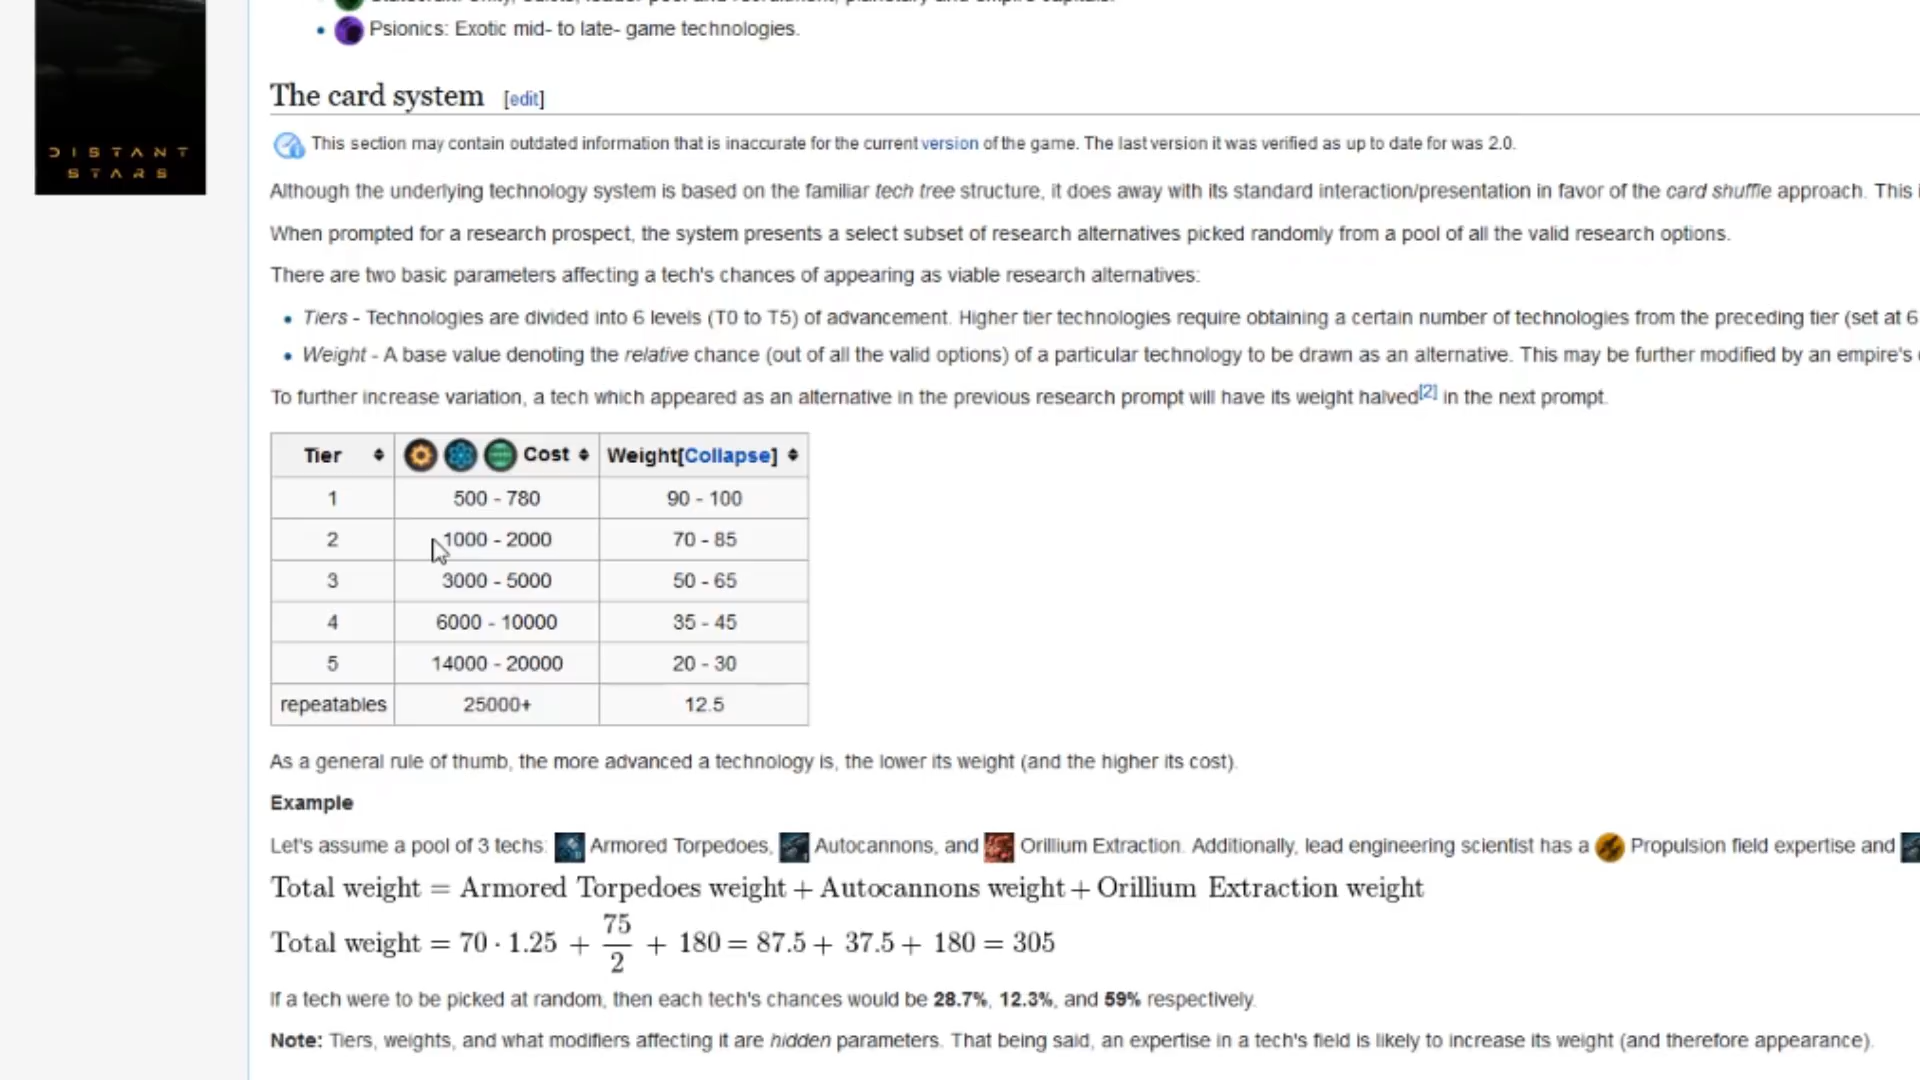 Psionics: Exotic mid- to late- game technologies.
The card system [edit]
This section may contain outdated information that is inaccurate for the current version of the game. The last version it was verified as up to date for was 2.0.
DISTANT
STARS
Although the underlying technology system is based on the familiar tech tree structure, it does away with its standard interaction/presentation in favor of the card shuffle approach. This
When prompted for a research prospect, the system presents a select subset of research alternatives picked randomly from a pool of all the valid research options.
There are two basic parameters affecting a tech's chances of appearing as viable research alternatives:
• Tiers - Technologies are divided into 6 levels (T0 to T5) of advancement. Higher tier technologies require obtaining a certain number of technologies from the preceding tier (set at 6
• Weight - A base value denoting the relative chance (out of all the valid options) of a particular technology to be drawn as an alternative. This may be further modified by an empire's
To further increase variation, a tech which appeared as an alternative in the previous research prompt will have its weight halved[2] in the next prompt.
Tier Cost Weight[Collapse]
1 500 - 780 90 - 100
2 1000 - 2000 70 - 85
3 3000 - 5000 50 - 65
4 6000 - 10000 35 - 45
5 14000 - 20000 20 - 30
repeatables 25000+ 12.5
As a general rule of thumb, the more advanced a technology is, the lower its weight (and the higher its cost).
Example
Let's assume a pool of 3 techs: Armored Torpedoes, Autocannons, and Orillium Extraction. Additionally, lead engineering scientist has a Propulsion field expertise and
Total weight = Armored Torpedoes weight + Autocannons weight + Orillium Extraction weight
Total weight = 70 · 1.25 + 75/2 + 180 = 87.5 + 37.5 + 180 = 305
If a tech were to be picked at random, then each tech's chances would be 28.7%, 12.3%, and 59% respectively.
Note: Tiers, weights, and what modifiers affecting it are hidden parameters. That being said, an expertise in a tech's field is likely to increase its weight (and therefore appearance).